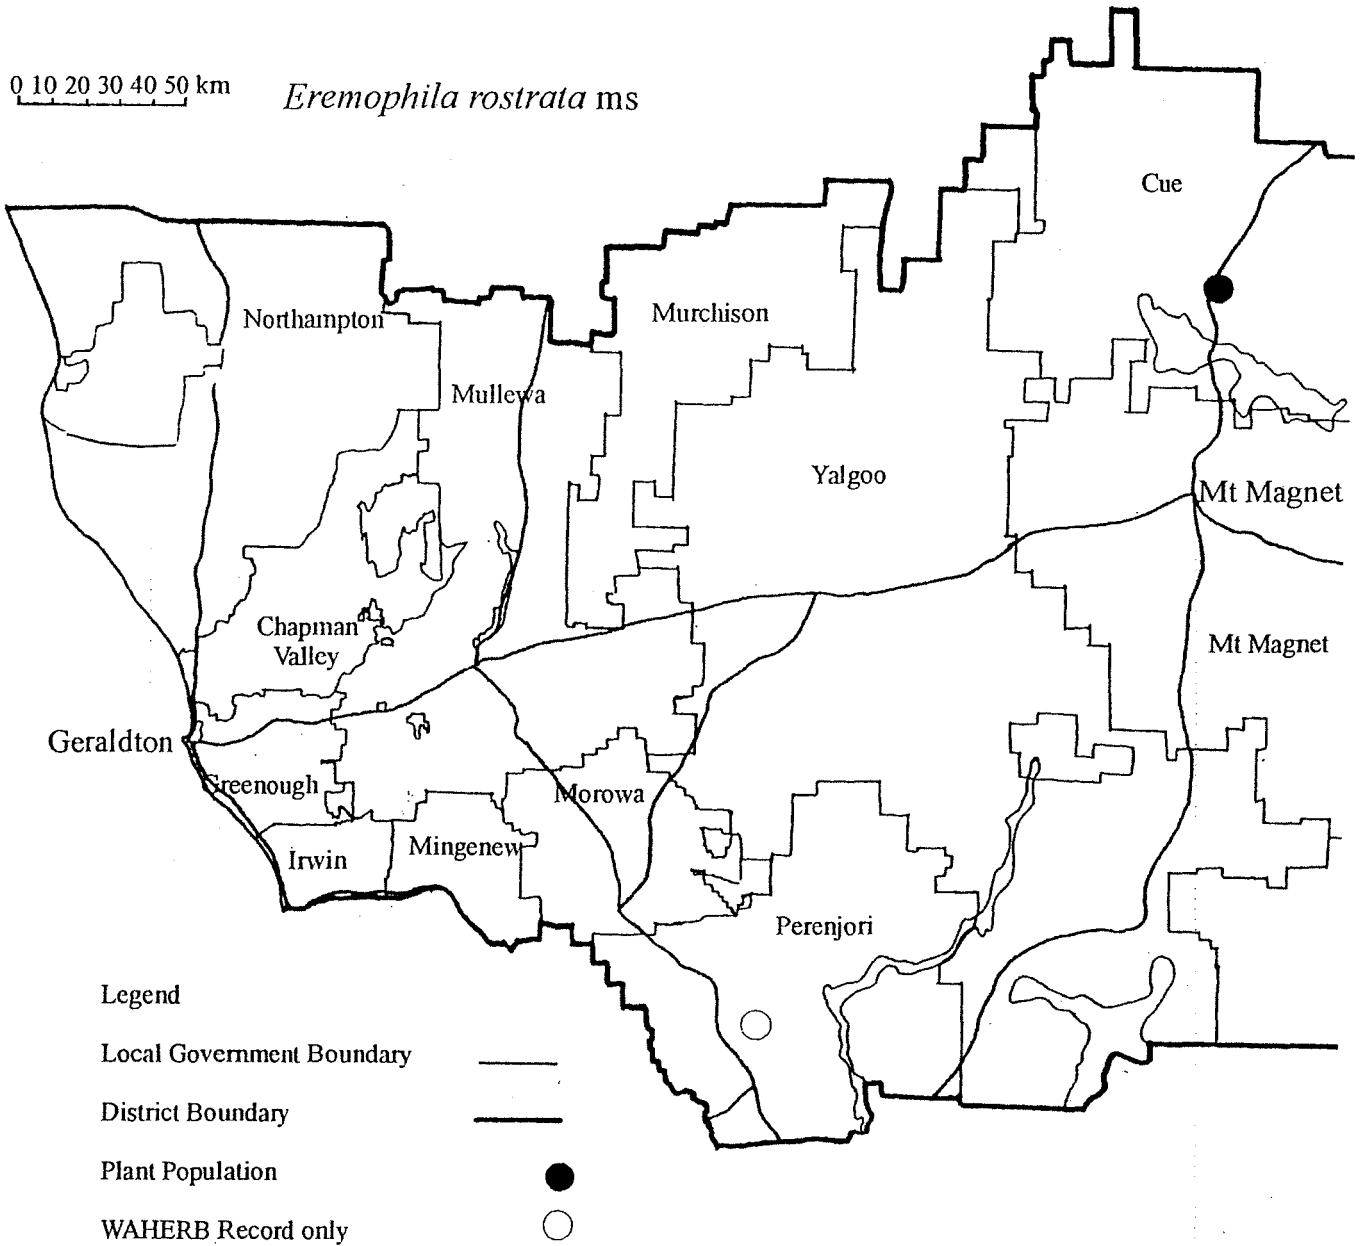 0 10 20 30 40 50 km
Eremophila rostrata ms
Cue
Northampton
Murchison
Mullewa
Yalgoo
Mt Magnet
Chapman
Valley
Mt Magnet
Geraldton
Greenough
Morowa
Irwin
Mingenew
Perenjori
Legend
Local Government Boundary
District Boundary
Plant Population
WAHERB Record only